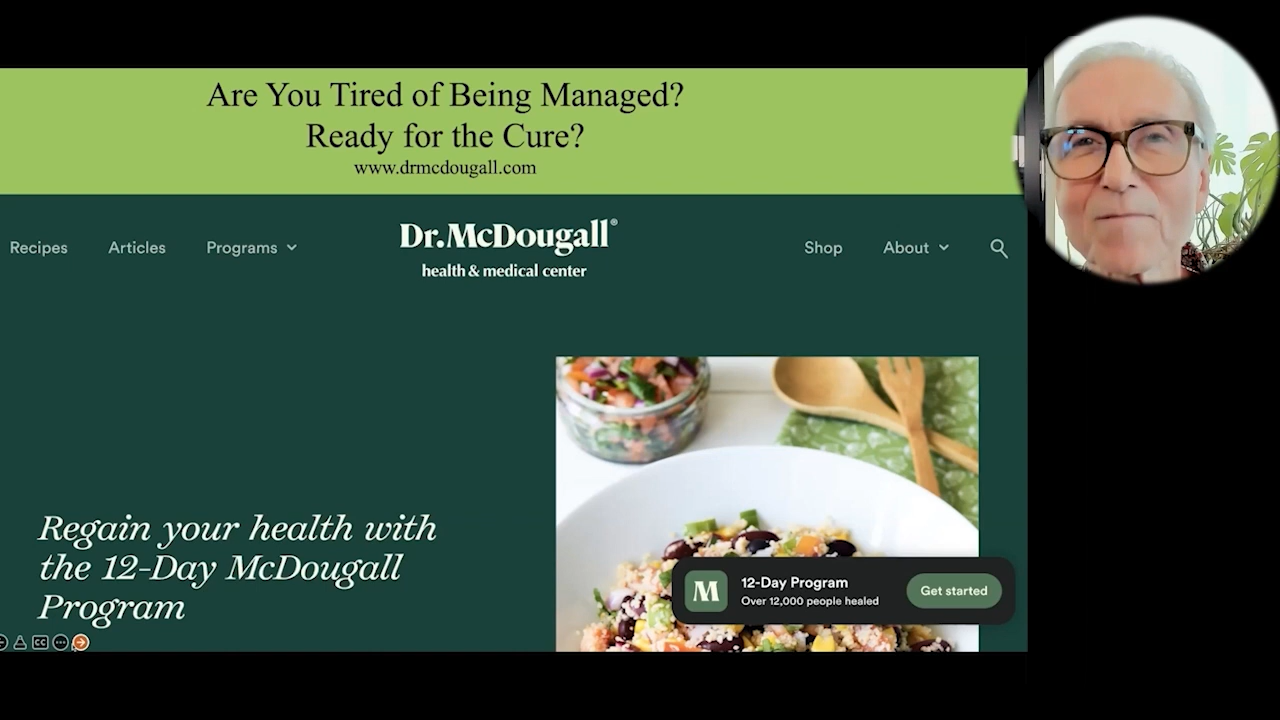 Are You Tired of Being Managed?
Ready for the Cure?
www.drmcdougall.com
Recipes Articles Programs Dr.McDougall® Shop About
health & medical center
Regain your health with
the 12-Day McDougall
Program
M 12-Day Program Get started
Over 12,000 people healed
CC